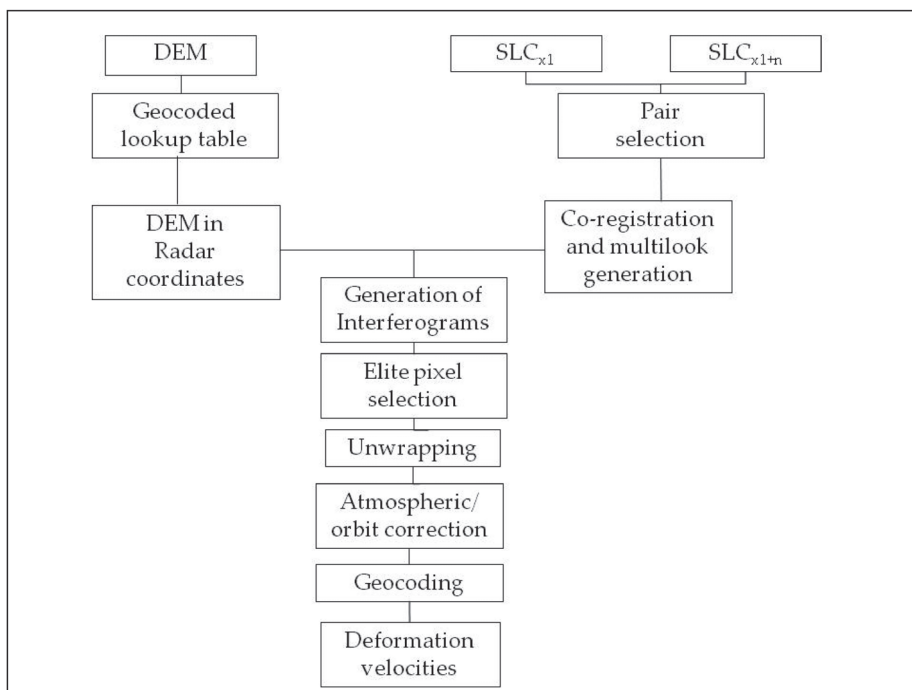 DEM
SLCx1
SLCx1+n
Geocoded
lookup table
Pair
selection
DEM in
Radar
coordinates
Co-registration
and multilook
generation
Generation of
Interferograms
Elite pixel
selection
Unwrapping
Atmospheric/
orbit correction
Geocoding
Deformation
velocities